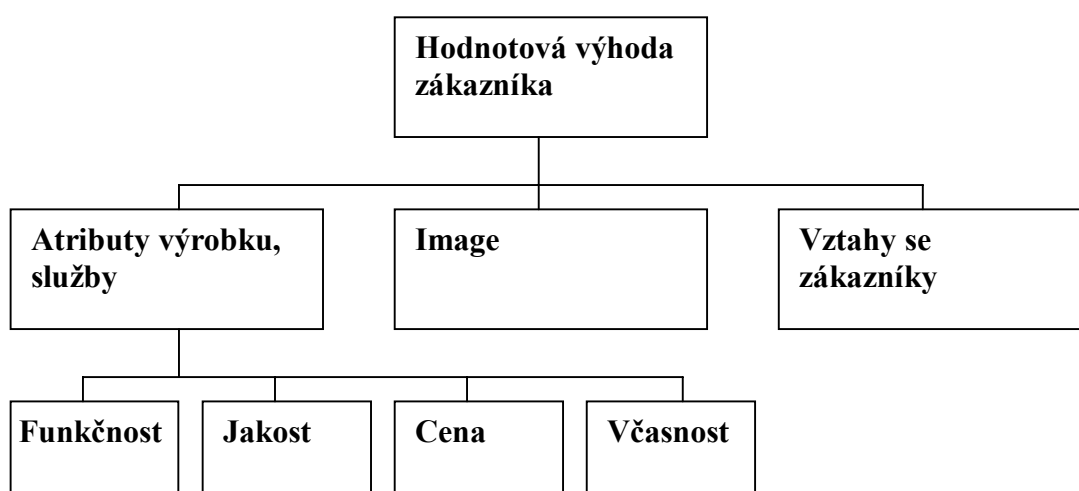 Hodnotová výhoda
zákazníka
Atributy výrobku,
služby
Image
Vztahy se
zákazníky
Funkčnost
Jakost
Cena
Včasnost